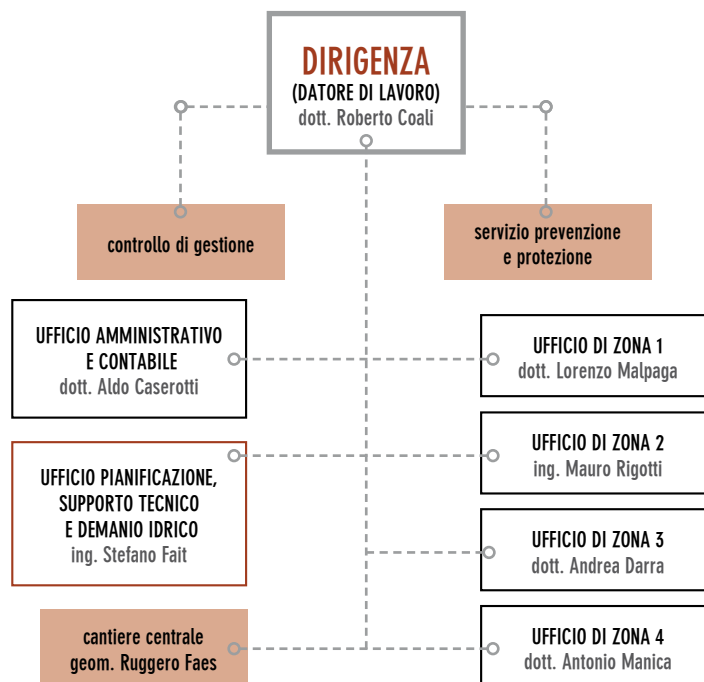 DIRIGENZA
(DATORE DI LAVORO)
dott. Roberto Coali
controllo di gestione
servizio prevenzione
e protezione
UFFICIO AMMINISTRATIVO
E CONTABILE
dott. Aldo Caserotti
UFFICIO PIANIFICAZIONE,
SUPPORTO TECNICO
E DEMANIO IDRICO
ing. Stefano Fait
cantiere centrale
geom. Ruggero Faes
UFFICIO DI ZONA 1
dott. Lorenzo Malpaga
UFFICIO DI ZONA 2
ing. Mauro Rigotti
UFFICIO DI ZONA 3
dott. Andrea Darra
UFFICIO DI ZONA 4
dott. Antonio Manica